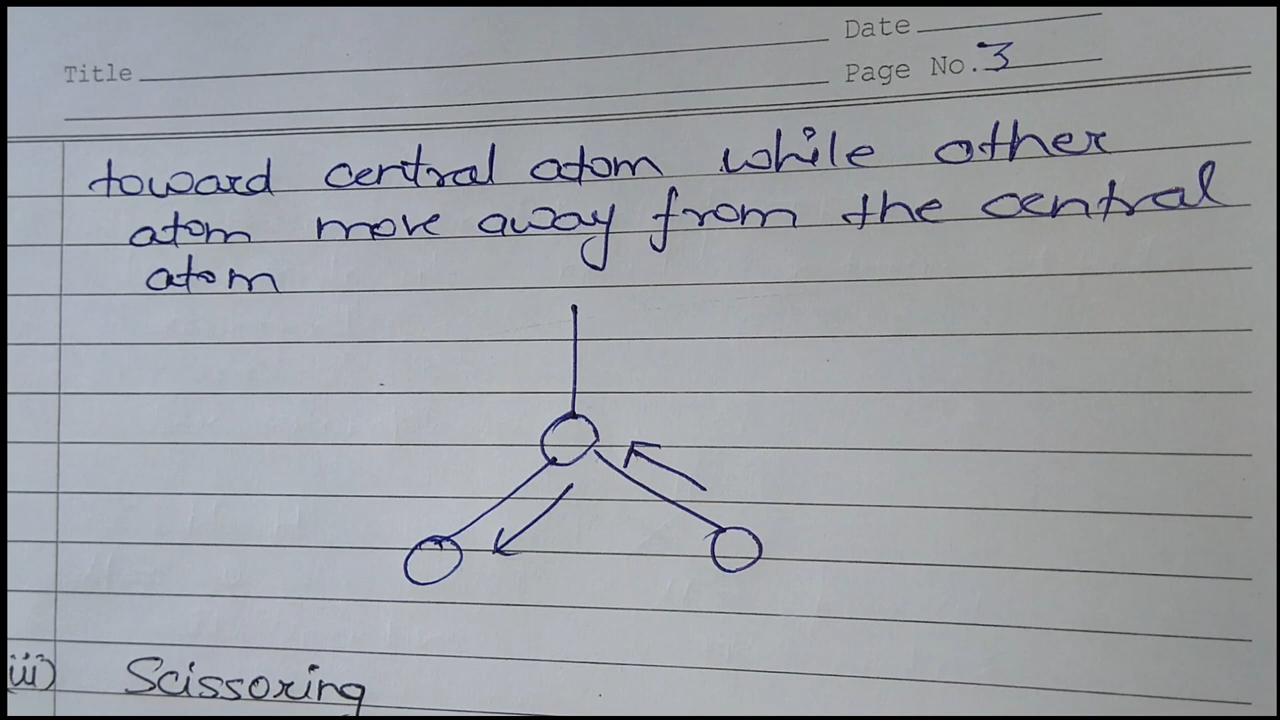 Title
Date
Page No. 3
toward central atom while other
atom move away from the central
atom
(iii) Scissoring